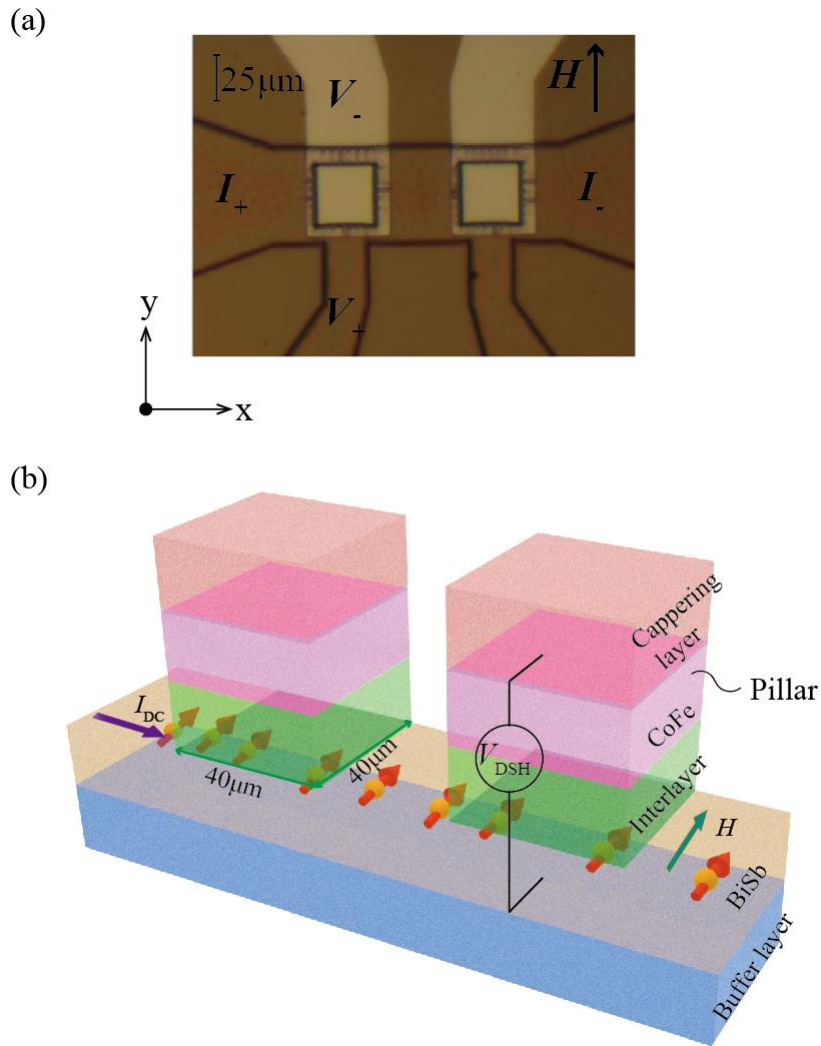 (a)
25μm
V-
H
I+
I-
V+
y
x
(b)
Cappering
layer
Pillar
CoFe
IDC
VDSH
40μm
40μm
Interlayer
H
BiSb
Buffer layer